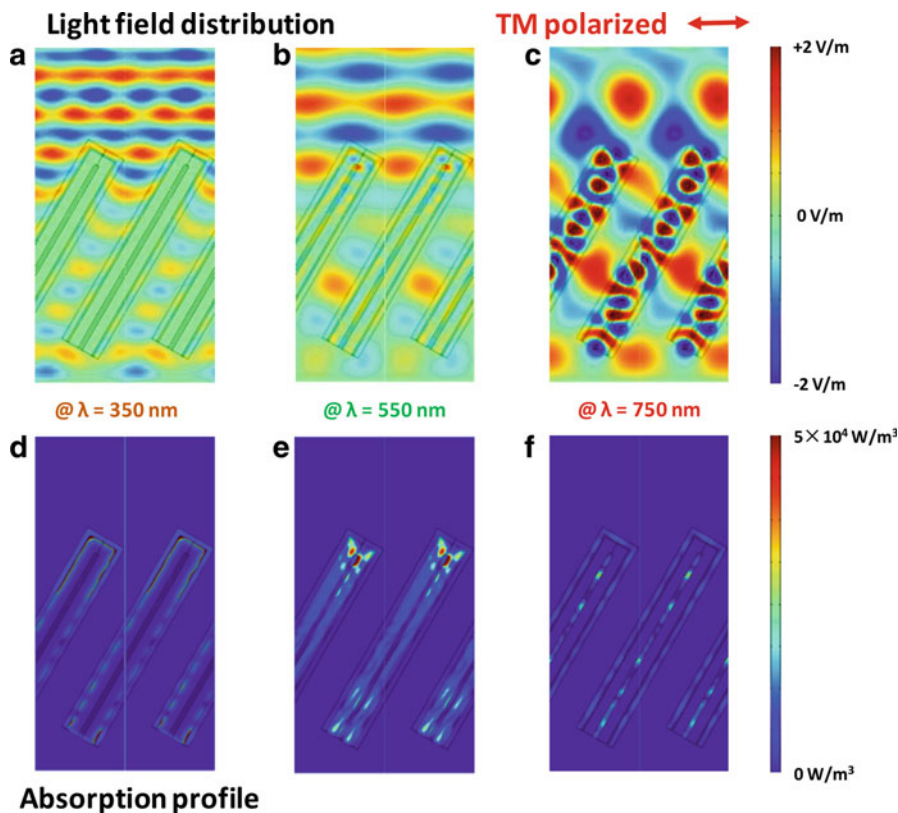 Light field distribution
TM polarized
a
b
c
+2 V/m
0 V/m
-2 V/m
@ λ = 350 nm
@ λ = 550 nm
@ λ = 750 nm
d
e
f
5× 10⁴ W/m³
0 W/m³
Absorption profile